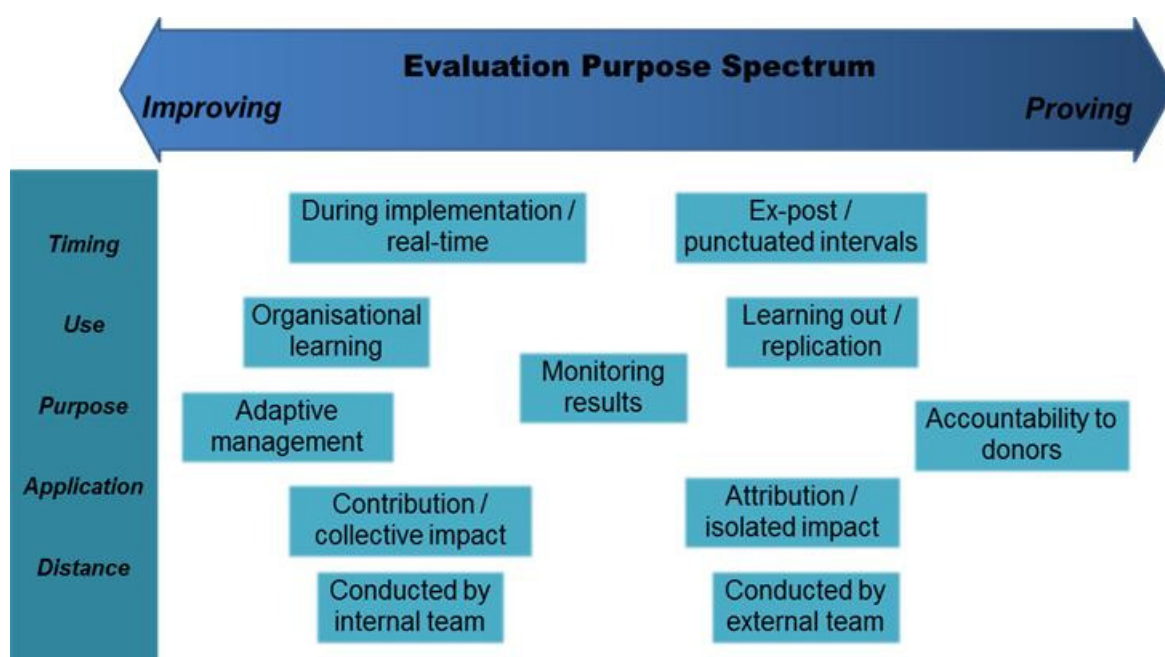 Evaluation Purpose Spectrum
Improving
Proving
Timing
During implementation /
real-time
Ex-post /
punctuated intervals
Use
Organisational
learning
Learning out /
replication
Monitoring
results
Purpose
Adaptive
management
Accountability to
donors
Application
Contribution /
collective impact
Attribution /
isolated impact
Distance
Conducted by
internal team
Conducted by
external team